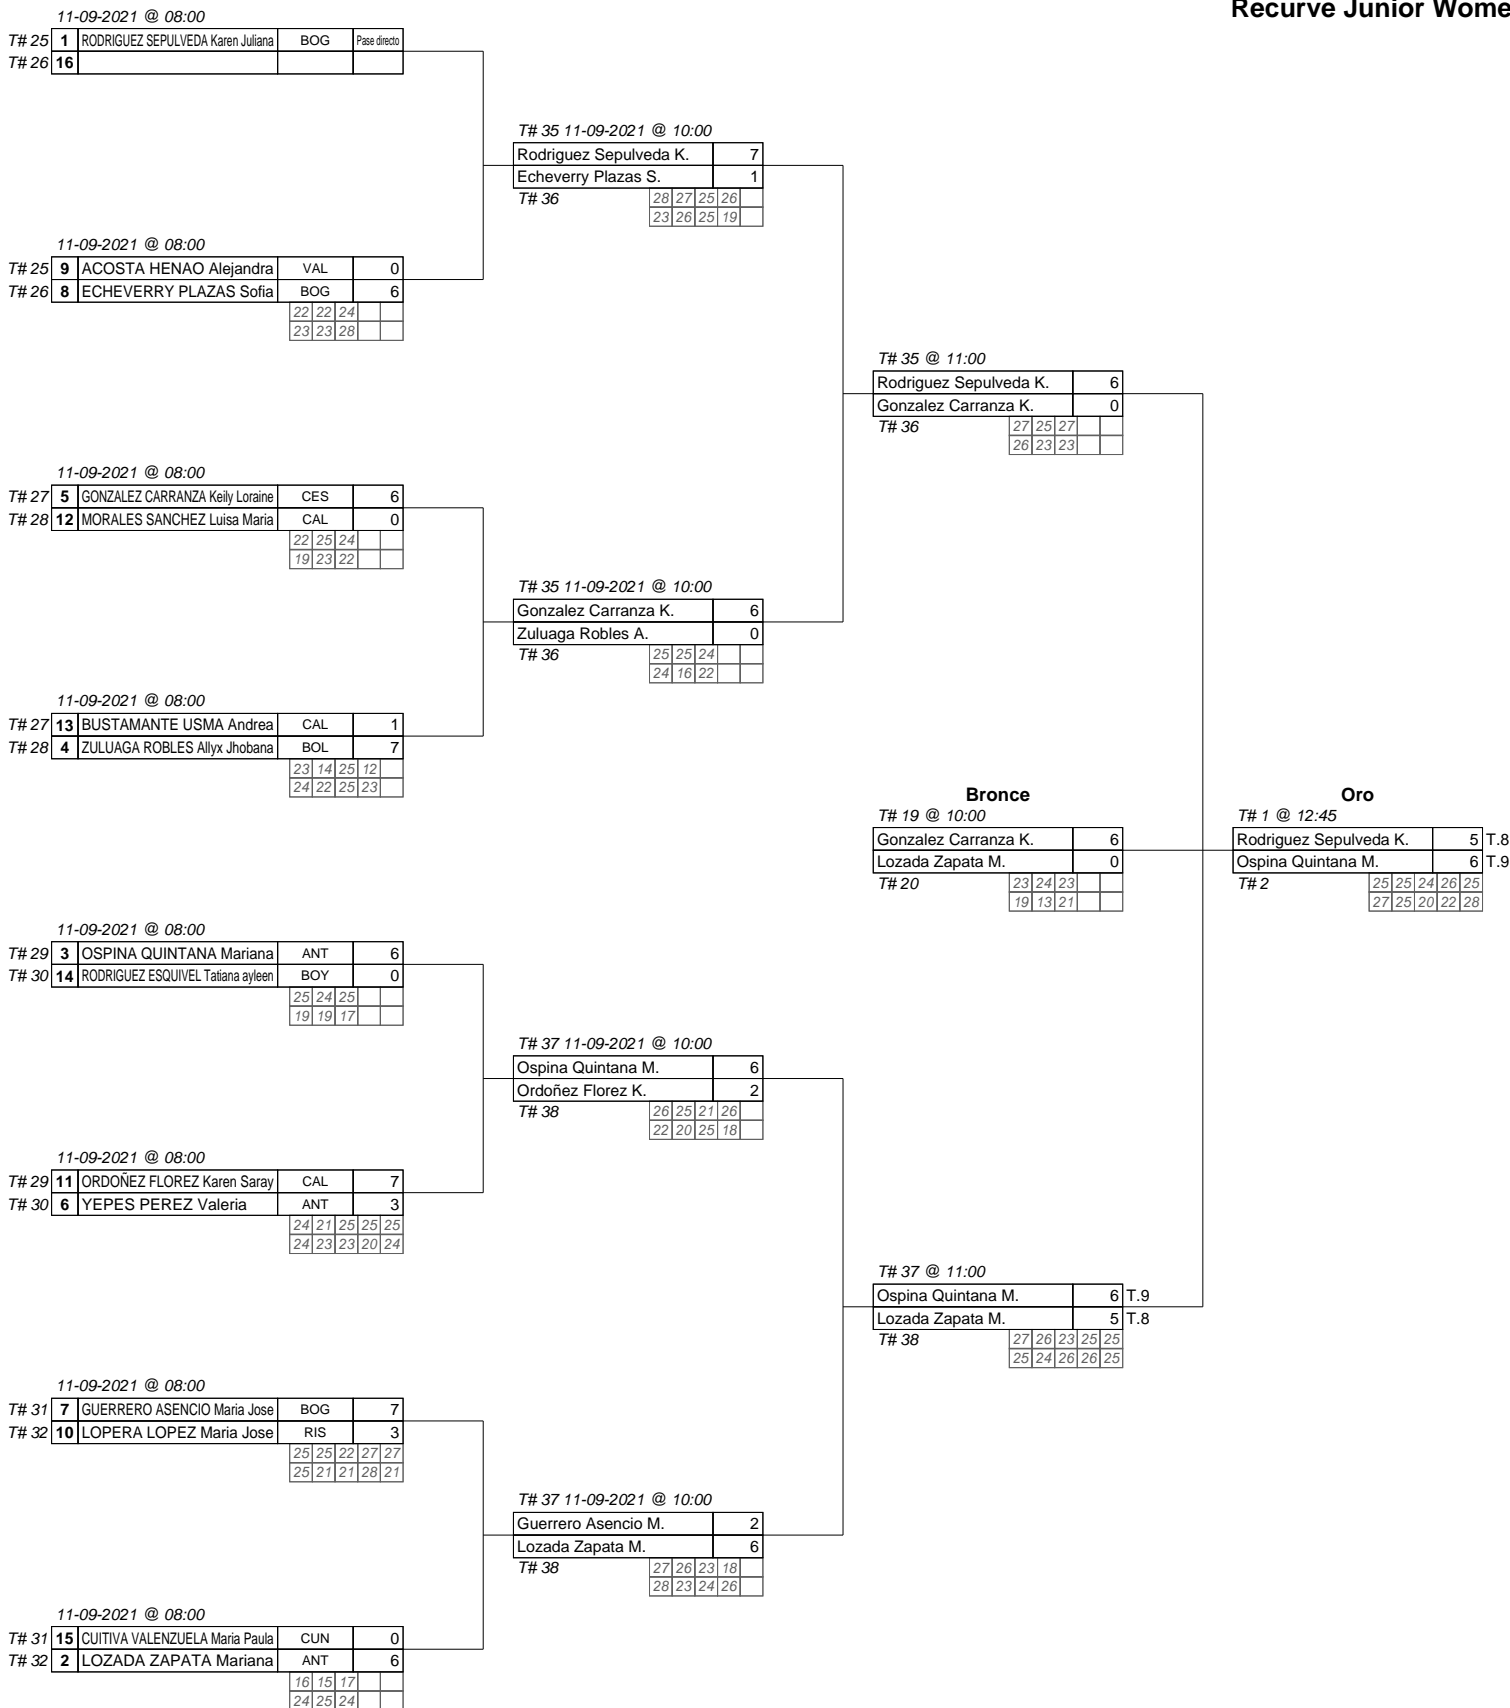 Recurve Junior Wome
11-09-2021 @ 08:00
T# 25 1 RODRIGUEZ SEPULVEDA Karen Juliana BOG Pase directo
T# 26 16
T# 35 11-09-2021 @ 10:00
Rodriguez Sepulveda K. 7
Echeverry Plazas S. 1
T# 36 28 27 25 26
23 26 25 19
11-09-2021 @ 08:00
T# 25 9 ACOSTA HENAO Alejandra VAL 0
T# 26 8 ECHEVERRY PLAZAS Sofia BOG 6
22 22 24
23 23 28
T# 35 @ 11:00
Rodriguez Sepulveda K. 6
Gonzalez Carranza K. 0
T# 36 27 25 27
26 23 23
11-09-2021 @ 08:00
T# 27 5 GONZALEZ CARRANZA Keily Loraine CES 6
T# 28 12 MORALES SANCHEZ Luisa Maria CAL 0
22 25 24
19 23 22
T# 35 11-09-2021 @ 10:00
Gonzalez Carranza K. 6
Zuluaga Robles A. 0
T# 36 25 25 24
24 16 22
11-09-2021 @ 08:00
T# 27 13 BUSTAMANTE USMA Andrea CAL 1
T# 28 4 ZULUAGA ROBLES Allyx Jhobana BOL 7
23 14 25 12
24 22 25 23
Bronce
T# 19 @ 10:00
Gonzalez Carranza K. 6
Lozada Zapata M. 0
T# 20 23 24 23
19 13 21
Oro
T# 1 @ 12:45
Rodriguez Sepulveda K. 5 T.8
Ospina Quintana M. 6 T.9
T# 2 25 25 24 26 25
27 25 20 22 28
11-09-2021 @ 08:00
T# 29 3 OSPINA QUINTANA Mariana ANT 6
T# 30 14 RODRIGUEZ ESQUIVEL Tatiana ayleen BOY 0
25 24 25
19 19 17
T# 37 11-09-2021 @ 10:00
Ospina Quintana M. 6
Ordoñez Florez K. 2
T# 38 26 25 21 26
22 20 25 18
11-09-2021 @ 08:00
T# 29 11 ORDOÑEZ FLOREZ Karen Saray CAL 7
T# 30 6 YEPES PEREZ Valeria ANT 3
24 21 25 25 25
24 23 23 20 24
T# 37 @ 11:00
Ospina Quintana M. 6 T.9
Lozada Zapata M. 5 T.8
T# 38 27 26 23 25 25
25 24 26 26 25
11-09-2021 @ 08:00
T# 31 7 GUERRERO ASENCIO Maria Jose BOG 7
T# 32 10 LOPERA LOPEZ Maria Jose RIS 3
25 25 22 27 27
25 21 21 28 21
T# 37 11-09-2021 @ 10:00
Guerrero Asencio M. 2
Lozada Zapata M. 6
T# 38 27 26 23 18
28 23 24 26
11-09-2021 @ 08:00
T# 31 15 CUITIVA VALENZUELA Maria Paula CUN 0
T# 32 2 LOZADA ZAPATA Mariana ANT 6
16 15 17
24 25 24